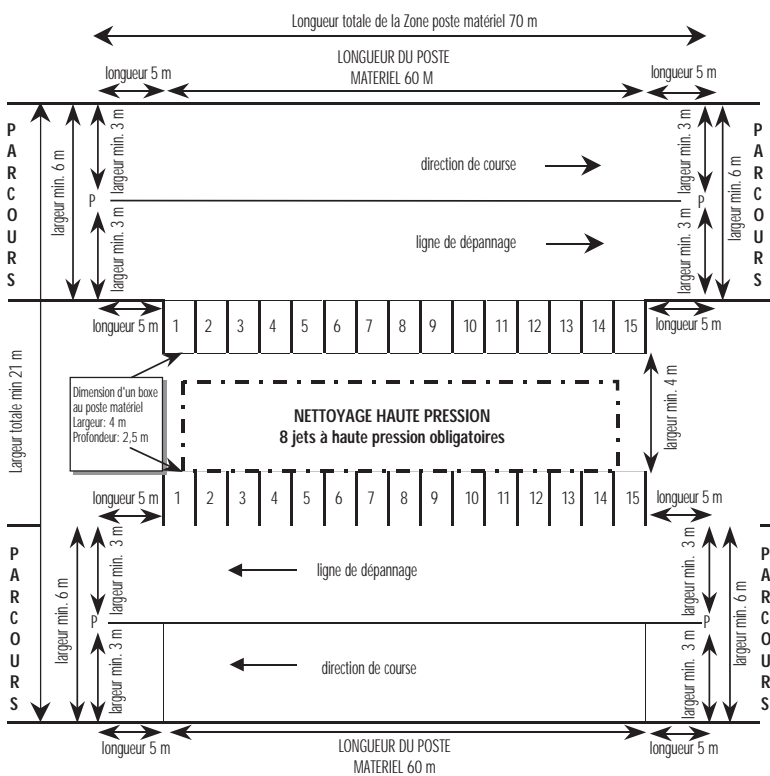 Longueur totale de la Zone poste matériel 70 m
LONGUEUR DU POSTE
MATERIEL 60 M
longueur 5 m
longueur 5 m
PARCOURS
largeur min. 6 m
largeur min. 3 m
P
largeur min. 3 m
direction de course
ligne de dépannage
largeur min. 3 m
P
largeur min. 3 m
largeur min. 6 m
PARCOURS
longueur 5 m
1 2 3 4 5 6 7 8 9 10 11 12 13 14 15
longueur 5 m
Largeur totale min 21 m
Dimension d'un boxe
au poste matériel
Largeur: 4 m
Profondeur: 2,5 m
NETTOYAGE HAUTE PRESSION
8 jets à haute pression obligatoires
largeur min. 4 m
longueur 5 m
1 2 3 4 5 6 7 8 9 10 11 12 13 14 15
longueur 5 m
PARCOURS
largeur min. 6 m
largeur min. 3 m
P
largeur min. 3 m
ligne de dépannage
direction de course
largeur min. 3 m
P
largeur min. 3 m
largeur min. 6 m
PARCOURS
longueur 5 m
LONGUEUR DU POSTE
MATERIEL 60 m
longueur 5 m